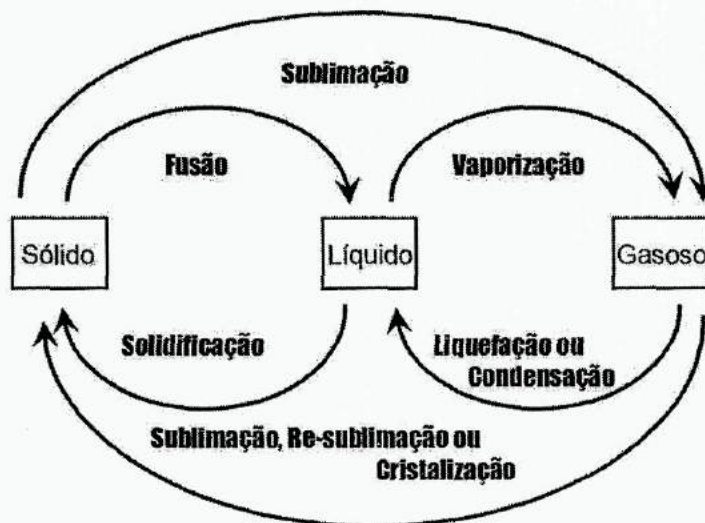 Sublimação
Fusão
Vaporização
Sólido
Líquido
Gasoso
Solidificação
Liquefação ou
Condensação
Sublimação, Re-sublimação ou
Cristalização